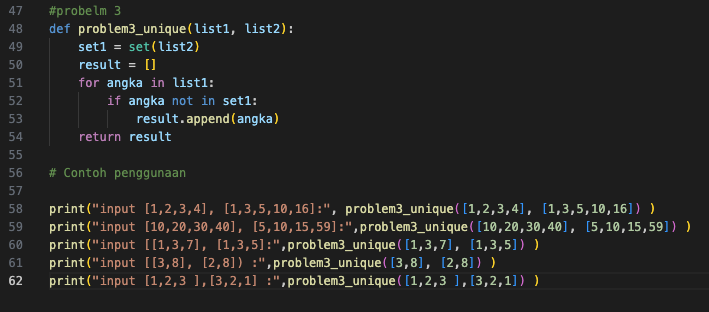 47 #probelm 3
48 def problem3_unique(list1, list2):
49     set1 = set(list2)
50     result = []
51     for angka in list1:
52         if angka not in set1:
53             result.append(angka)
54     return result
55
56 # Contoh penggunaan
57
58 print("input [1,2,3,4], [1,3,5,10,16]:", problem3_unique([1,2,3,4], [1,3,5,10,16]) )
59 print("input [10,20,30,40], [5,10,15,59]:",problem3_unique([10,20,30,40], [5,10,15,59]) )
60 print("input [[1,3,7], [1,3,5]:",problem3_unique([1,3,7], [1,3,5]) )
61 print("input [[3,8], [2,8]) :",problem3_unique([3,8], [2,8]) )
62 print("input [1,2,3 ],[3,2,1] :",problem3_unique([1,2,3 ],[3,2,1]) )